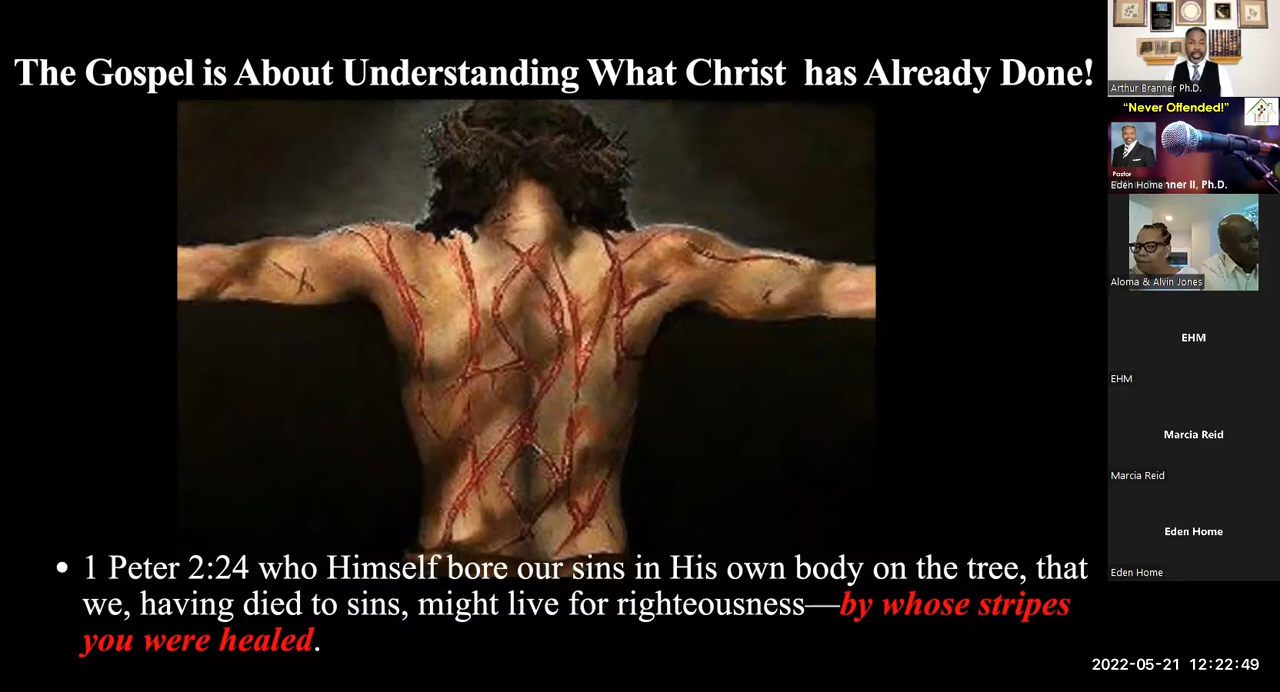 The Gospel is About Understanding What Christ has Already Done!
• 1 Peter 2:24 who Himself bore our sins in His own body on the tree, that
we, having died to sins, might live for righteousness—by whose stripes
you were healed.
Arthur Branner Ph.D.
“Never Offended!”
Pastor
Eden Home
nner II, Ph.D.
Aloma & Alvin Jones
EHM
EHM
Marcia Reid
Marcia Reid
Eden Home
Eden Home
2022-05-21 12:22:49